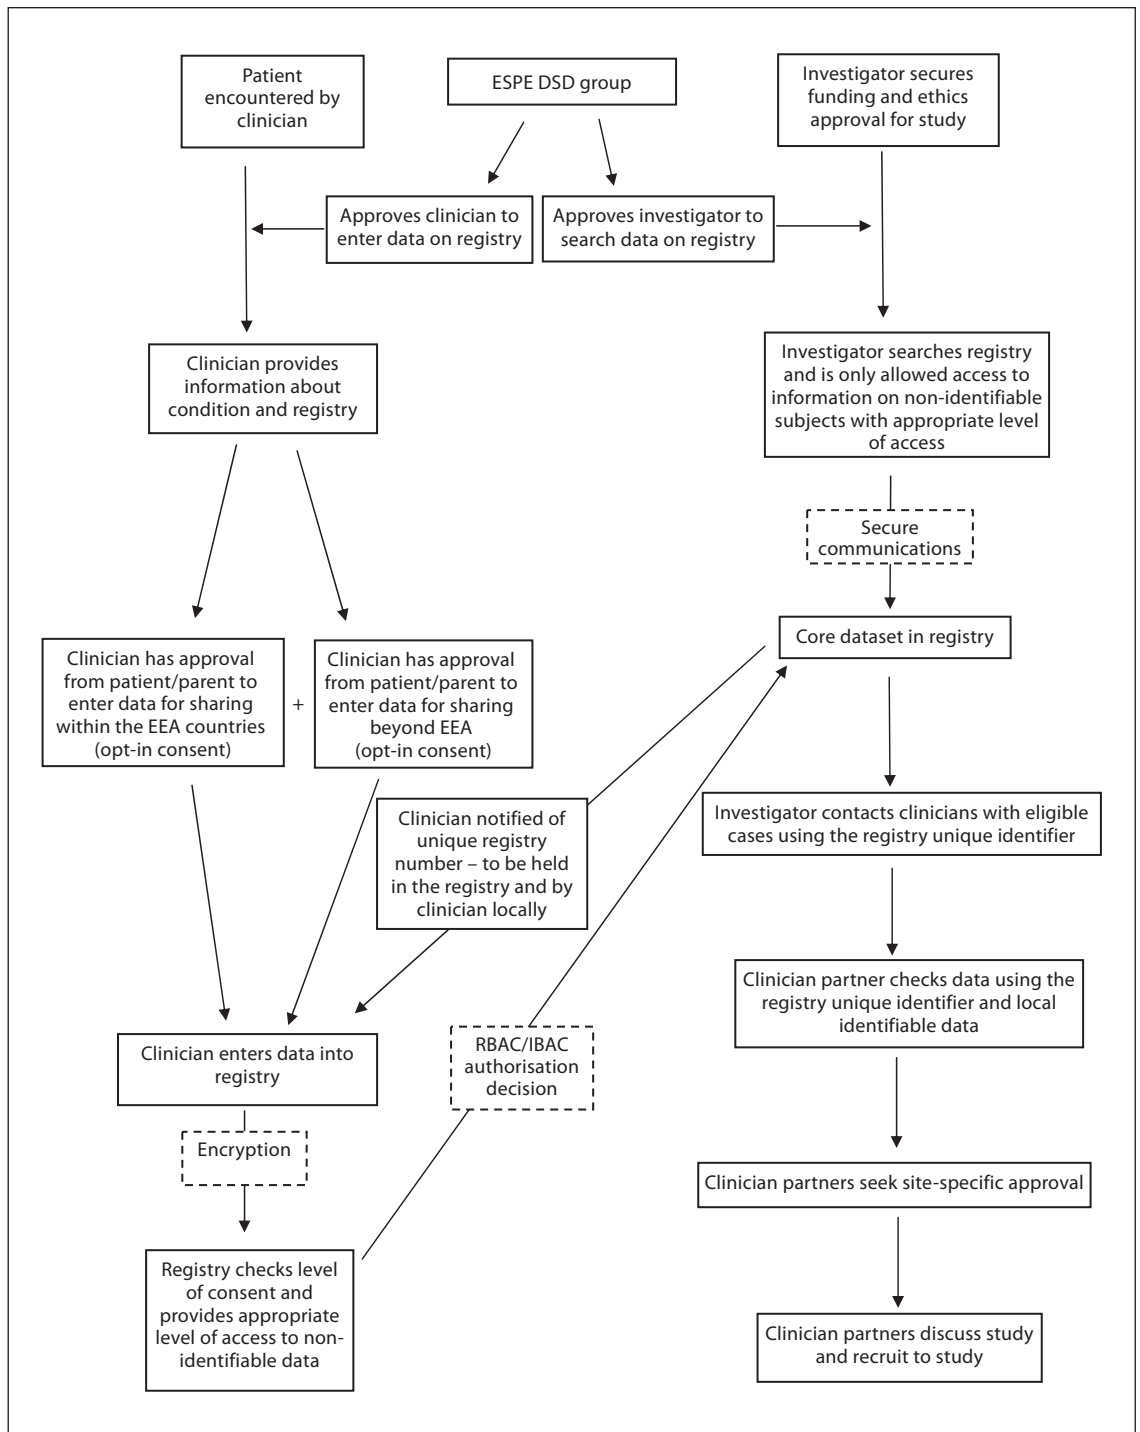 Patient
encountered by
clinician
ESPE DSD group
Investigator secures
funding and ethics
approval for study
Approves clinician to
enter data on registry
Approves investigator to
search data on registry
Clinician provides
information about
condition and registry
Investigator searches registry
and is only allowed access to
information on non-identifiable
subjects with appropriate level
of access
Secure
communications
Core dataset in registry
Clinician has approval
from patient/parent to
enter data for sharing
within the EEA countries
(opt-in consent)
+
Clinician has approval
from patient/parent to
enter data for sharing
beyond EEA
(opt-in consent)
Clinician notified of
unique registry
number – to be held
in the registry and by
clinician locally
Investigator contacts clinicians with eligible
cases using the registry unique identifier
Clinician partner checks data using the
registry unique identifier and local
identifiable data
Clinician enters data into
registry
RBAC/IBAC
authorisation
decision
Encryption
Clinician partners seek site-specific approval
Registry checks level
of consent and
provides appropriate
level of access to non-
identifiable data
Clinician partners discuss study
and recruit to study